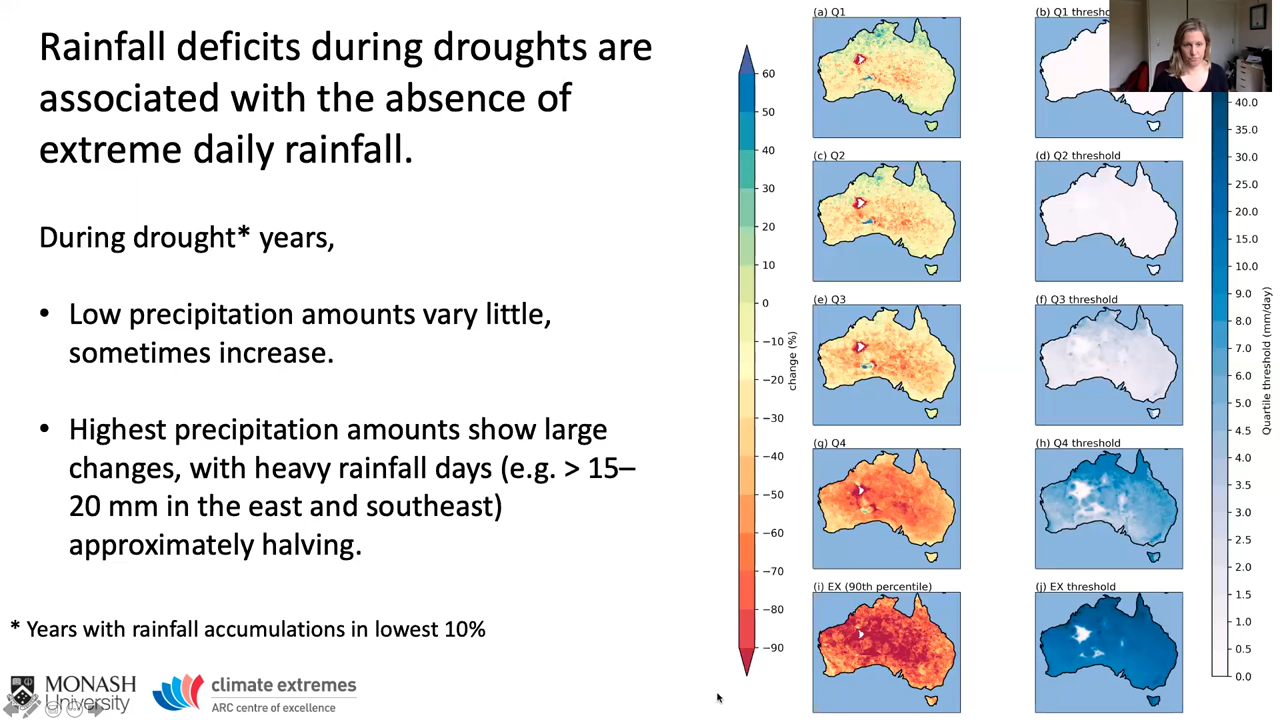 Rainfall deficits during droughts are
associated with the absence of
extreme daily rainfall.
During drought* years,
• Low precipitation amounts vary little,
sometimes increase.
• Highest precipitation amounts show large
changes, with heavy rainfall days (e.g. > 15–
20 mm in the east and southeast)
approximately halving.
* Years with rainfall accumulations in lowest 10%
MONASH
University
climate extremes
ARC centre of excellence
60
50
40
30
20
10
0
−10
−20
−30
−40
−50
−60
−70
−80
−90
change (%)
(a) Q1
(b) Q1
(c) Q2
(d) Q2 threshold
(e) Q3
(f) Q3 threshold
(g) Q4
(h) Q4 threshold
(i) EX (90th percentile)
(j) EX threshold
40.0
35.0
30.0
25.0
20.0
15.0
10.0
9.0
8.0
7.0
6.0
5.0
4.5
4.0
3.5
3.0
2.5
2.0
1.5
1.0
0.5
0.0
Quartile threshold (mm/day)